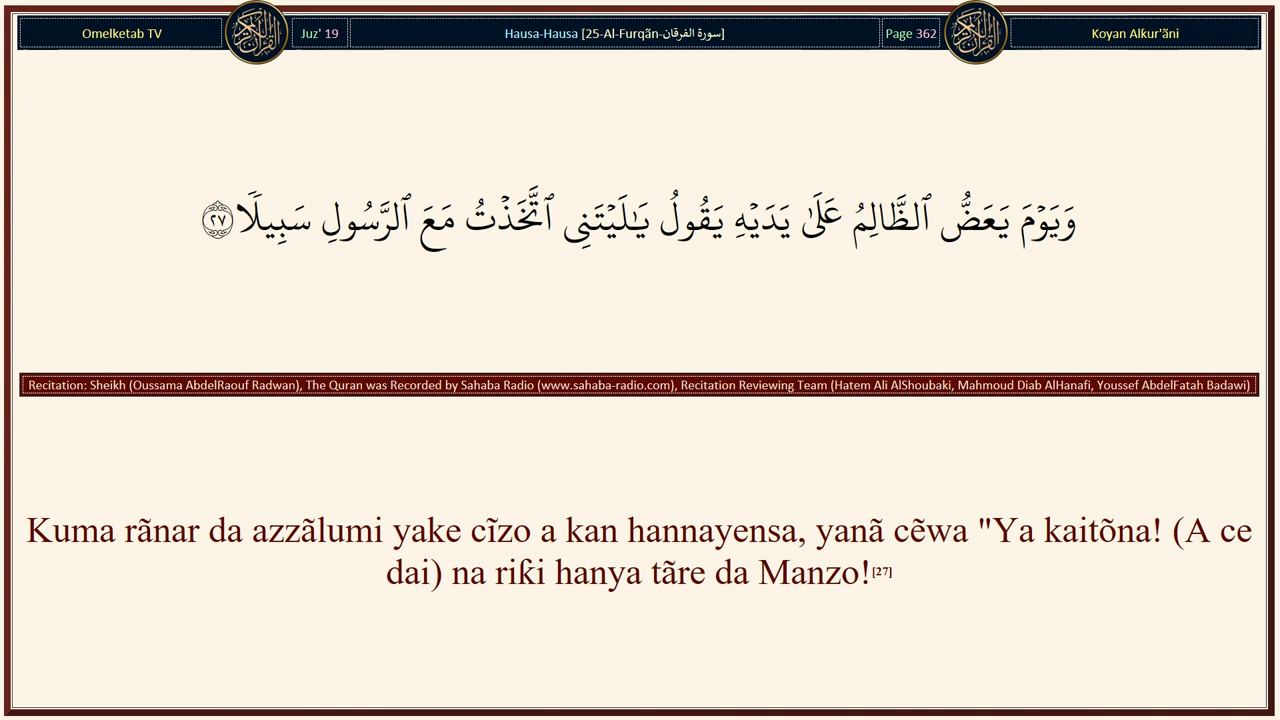 Omelketab TV
Juz' 19
Hausa-Hausa [25-Al-Furqãn-سورة الفرقان]
Page 362
Koyan Alƙur'ãni
وَيَوۡمَ يَعَضُّ ٱلظَّالِمُ عَلَىٰ يَدَيۡهِ يَقُولُ يَٰلَيۡتَنِي ٱتَّخَذۡتُ مَعَ ٱلرَّسُولِ سَبِيلٗا ٢٧
Recitation: Sheikh (Oussama AbdelRaouf Radwan), The Quran was Recorded by Sahaba Radio (www.sahaba-radio.com), Recitation Reviewing Team (Hatem Ali AlShoubaki, Mahmoud Diab AlHanafi, Youssef AbdelFatah Badawi)
Kuma rãnar da azzãlumi yake cĩzo a kan hannayensa, yanã cẽwa "Ya kaitõna! (A ce
dai) na riƙi hanya tãre da Manzo![27]